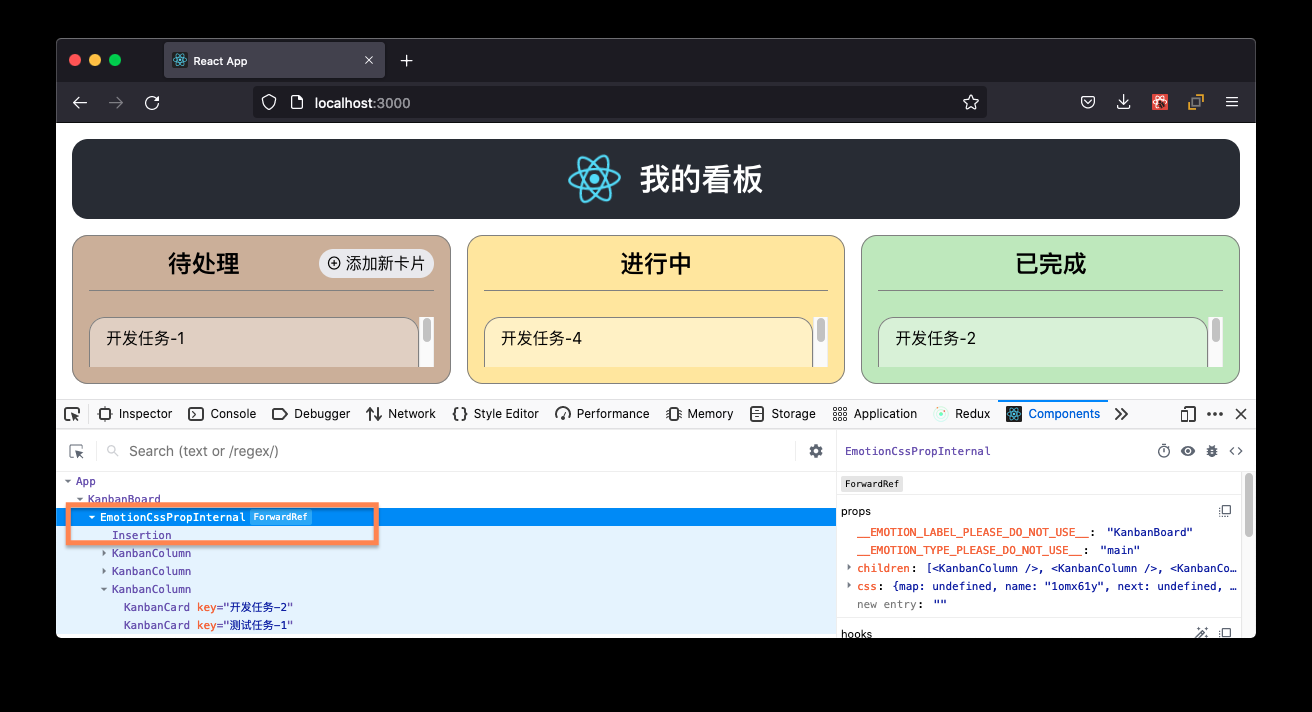 React App
localhost:3000
我的看板
待处理 添加新卡片
进行中
已完成
开发任务-1
开发任务-4
开发任务-2
Inspector Console Debugger Network Style Editor Performance Memory Storage Application Redux Components
Search (text or /regex/)
EmotionCssPropInternal
App
KanbanBoard
EmotionCssPropInternal ForwardRef
Insertion
KanbanColumn
KanbanColumn
KanbanColumn
KanbanCard key="开发任务-2"
KanbanCard key="测试任务-1"
ForwardRef
props
__EMOTION_LABEL_PLEASE_DO_NOT_USE__: "KanbanBoard"
__EMOTION_TYPE_PLEASE_DO_NOT_USE__: "main"
children: [<KanbanColumn />, <KanbanColumn />, <KanbanCo…
css: {map: undefined, name: "1omx61y", next: undefined, …
new entry: ""
hooks